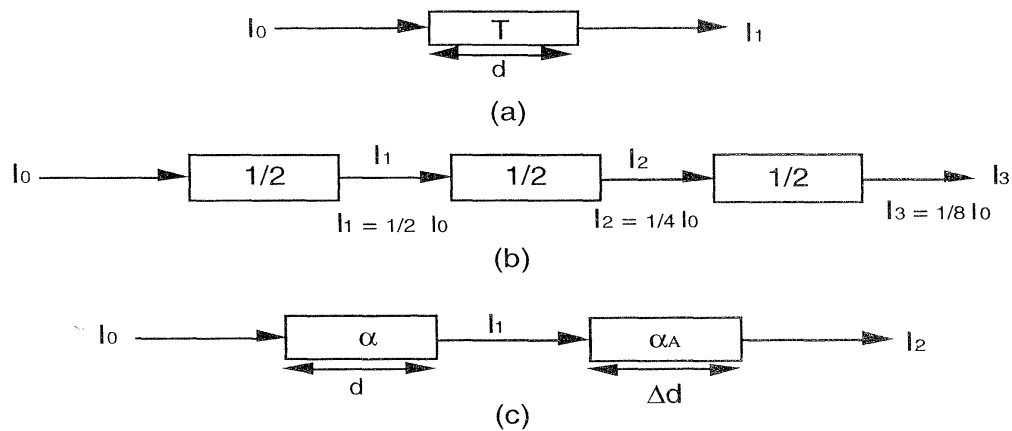 I0 T I1
d
(a)
I0 1/2 I1 1/2 I2 1/2 I3
I1 = 1/2 I0 I2 = 1/4 I0 I3 = 1/8 I0
(b)
I0 α I1 αA I2
d Δd
(c)